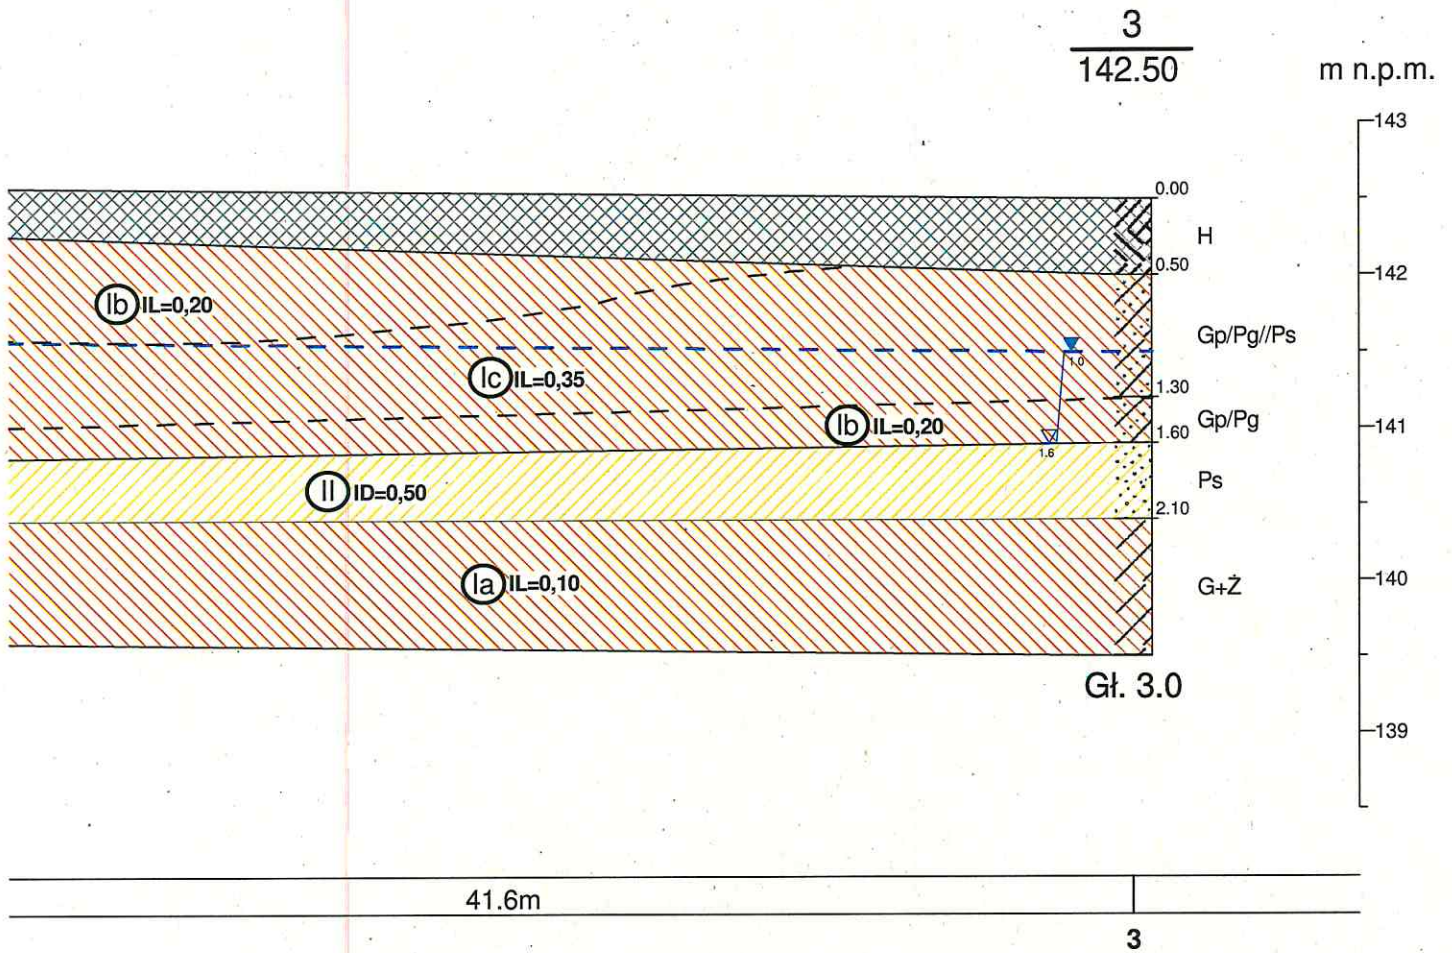 3
142.50
m n.p.m.
143
0.00
H
0.50
142
Ib IL=0,20
Gp/Pg//Ps
1.0
Ic IL=0,35
1.30
Ib IL=0,20
Gp/Pg
141
1.60
1.6
II ID=0,50
Ps
2.10
Ia IL=0,10
G+Ż
140
Gł. 3.0
139
41.6m
3